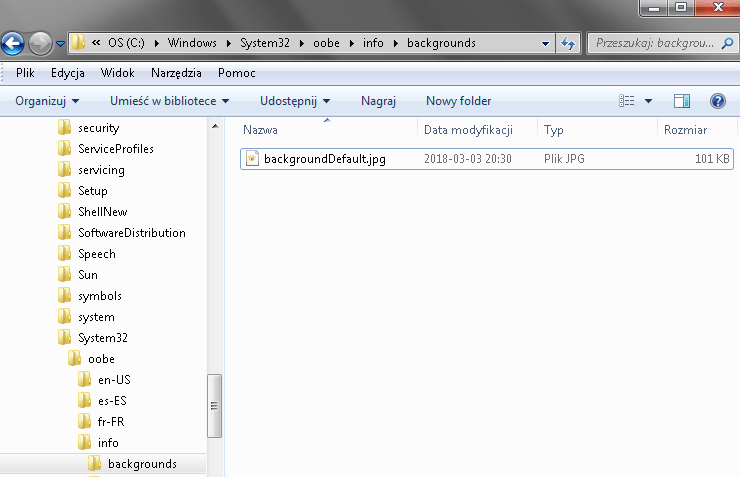 « OS (C:) ▸ Windows ▸ System32 ▸ oobe ▸ info ▸ backgrounds
Przeszukaj: backgrou...
Plik Edycja Widok Narzędzia Pomoc
Organizuj Umieść w bibliotece Udostępnij Nagraj Nowy folder
Nazwa Data modyfikacji Typ Rozmiar
backgroundDefault.jpg 2018-03-03 20:30 Plik JPG 101 KB
security
ServiceProfiles
servicing
Setup
ShellNew
SoftwareDistribution
Speech
Sun
symbols
system
System32
oobe
en-US
es-ES
fr-FR
info
backgrounds